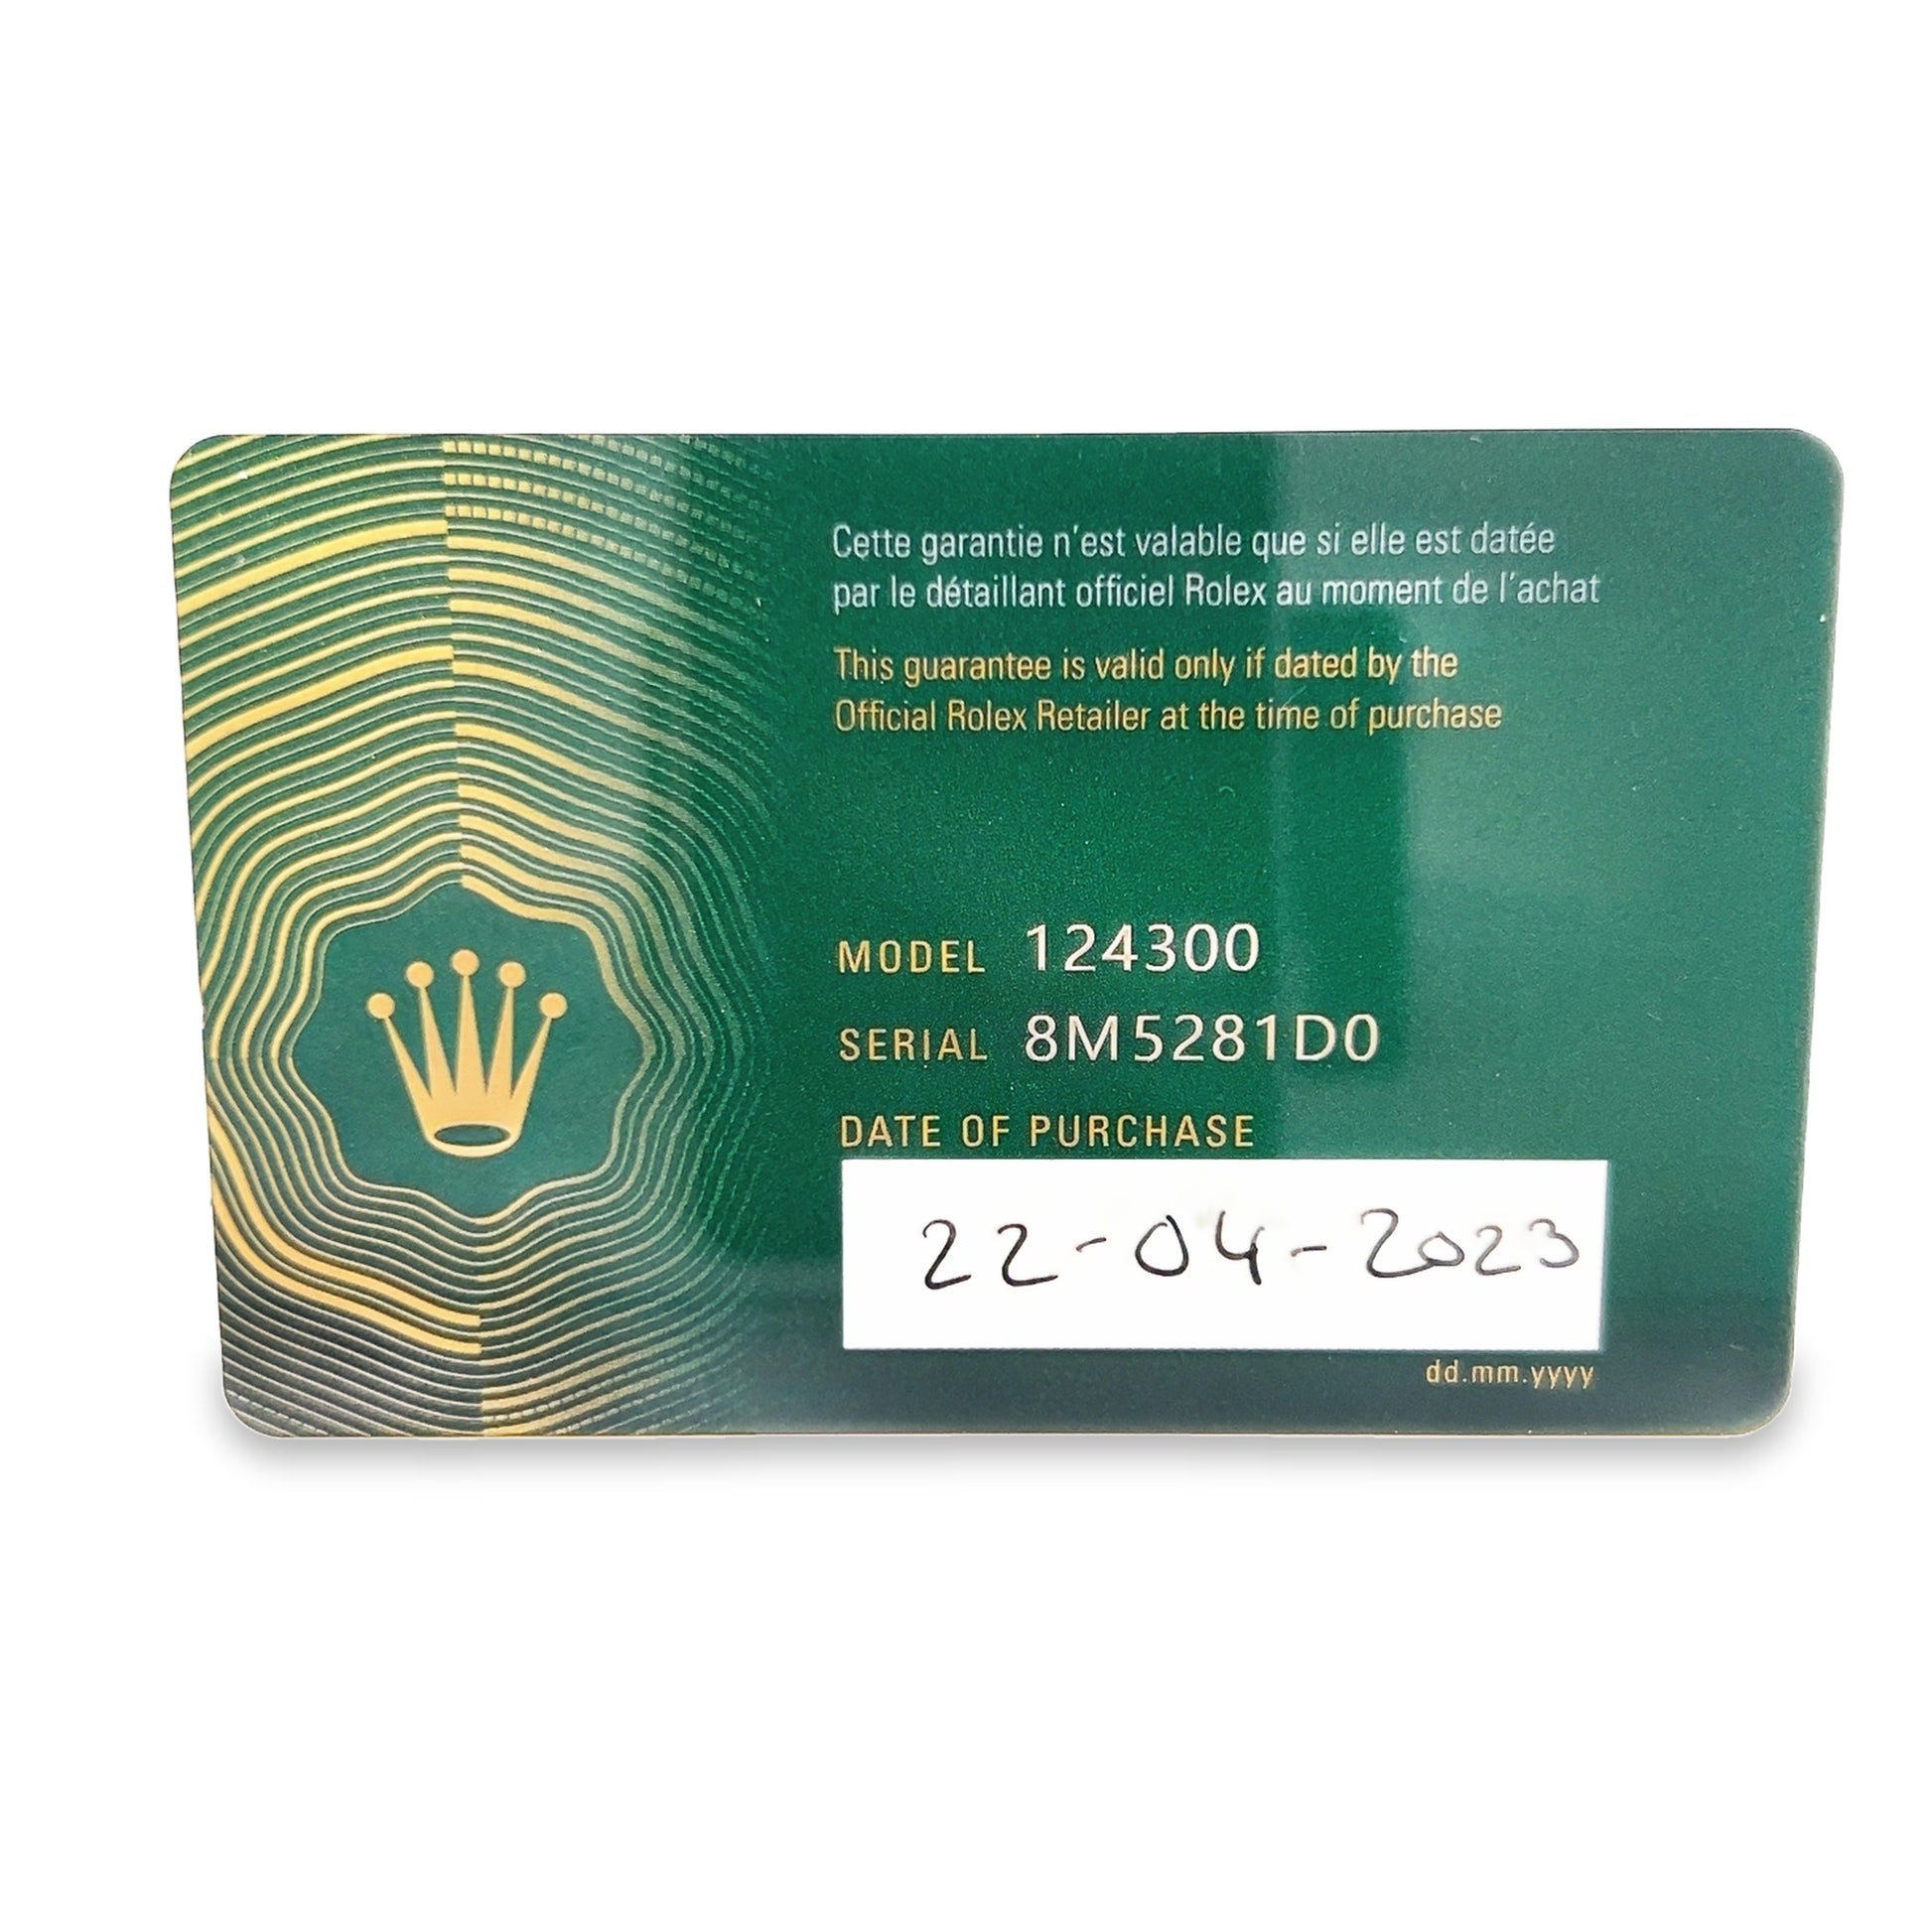 Cette garantie n'est valable que si elle est datée
par le détaillant officiel Rolex au moment de l'achat
This guarantee is valid only if dated by the
Official Rolex Retailer at the time of purchase
MODEL 124300
SERIAL 8M5281D0
DATE OF PURCHASE
22-04-2023
dd.mm.yyyy